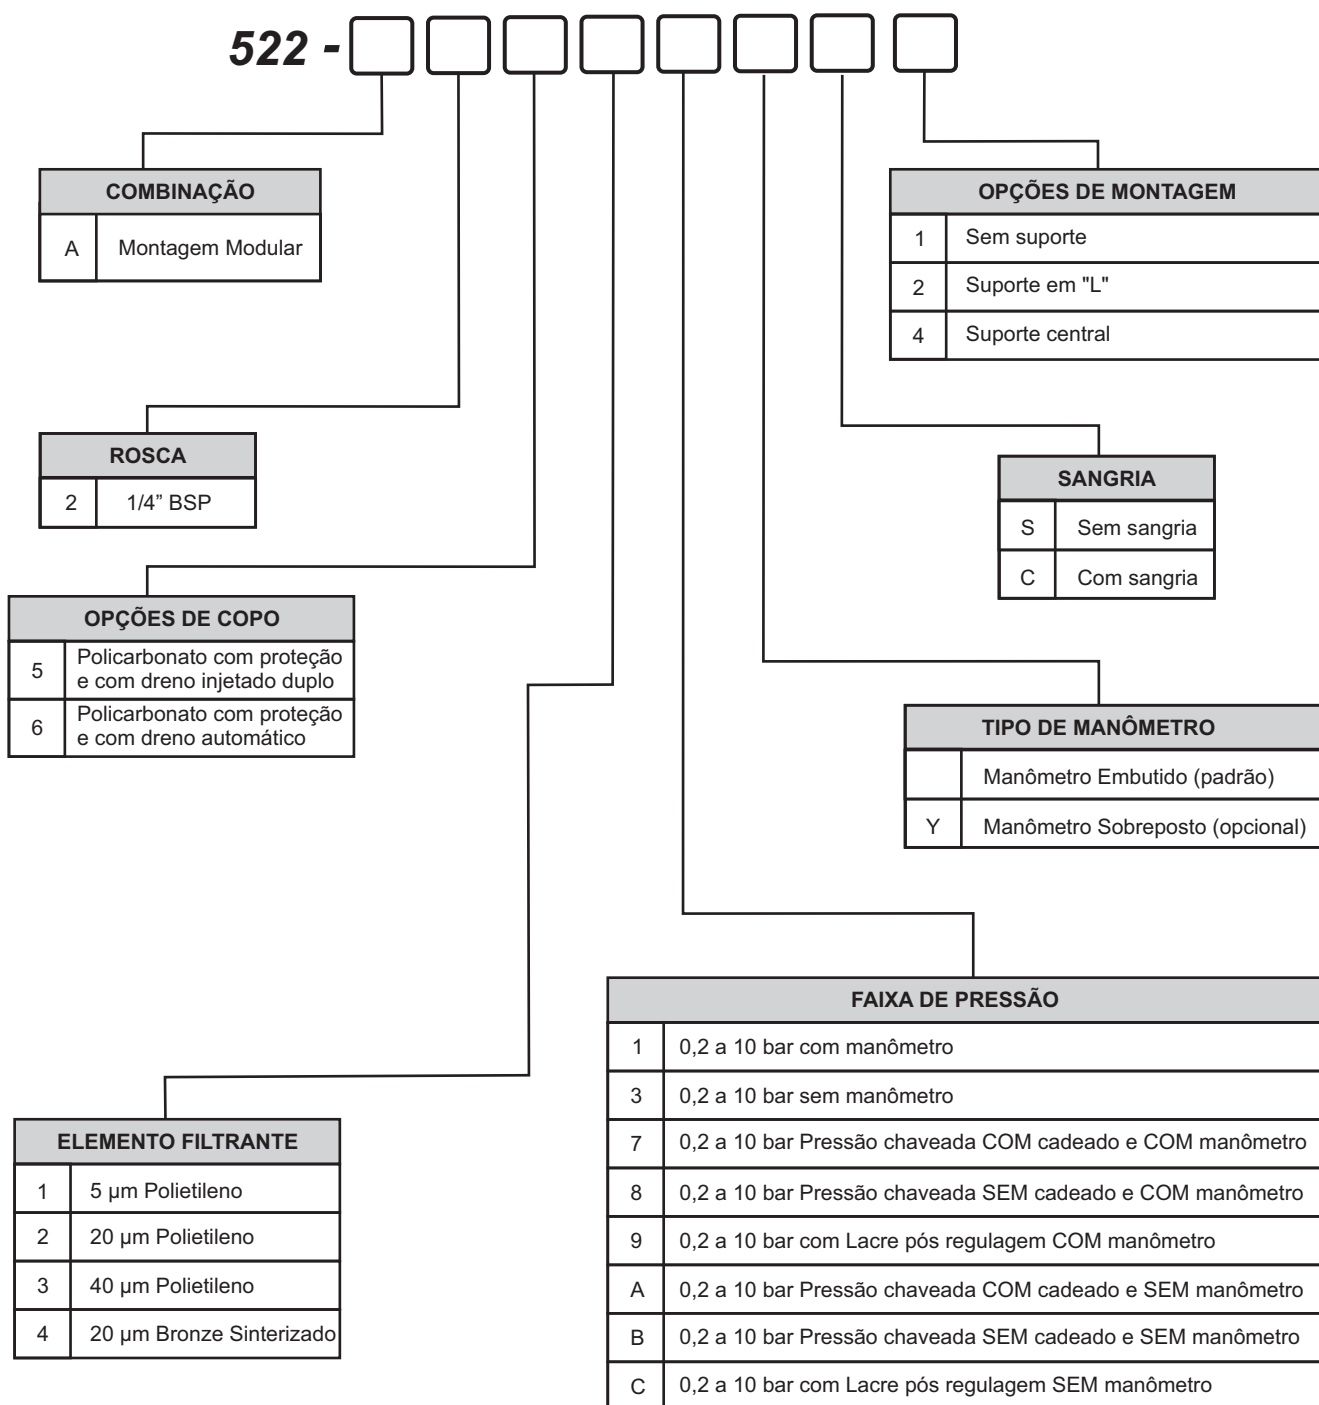 522 -
COMBINAÇÃO
A Montagem Modular
OPÇÕES DE MONTAGEM
1 Sem suporte
2 Suporte em "L"
4 Suporte central
ROSCA
2 1/4” BSP
SANGRIA
S Sem sangria
C Com sangria
OPÇÕES DE COPO
5 Policarbonato com proteção
e com dreno injetado duplo
6 Policarbonato com proteção
e com dreno automático
TIPO DE MANÔMETRO
Manômetro Embutido (padrão)
Y Manômetro Sobreposto (opcional)
FAIXA DE PRESSÃO
1 0,2 a 10 bar com manômetro
3 0,2 a 10 bar sem manômetro
7 0,2 a 10 bar Pressão chaveada COM cadeado e COM manômetro
8 0,2 a 10 bar Pressão chaveada SEM cadeado e COM manômetro
9 0,2 a 10 bar com Lacre pós regulagem COM manômetro
A 0,2 a 10 bar Pressão chaveada COM cadeado e SEM manômetro
B 0,2 a 10 bar Pressão chaveada SEM cadeado e SEM manômetro
C 0,2 a 10 bar com Lacre pós regulagem SEM manômetro
ELEMENTO FILTRANTE
1 5 µm Polietileno
2 20 µm Polietileno
3 40 µm Polietileno
4 20 µm Bronze Sinterizado